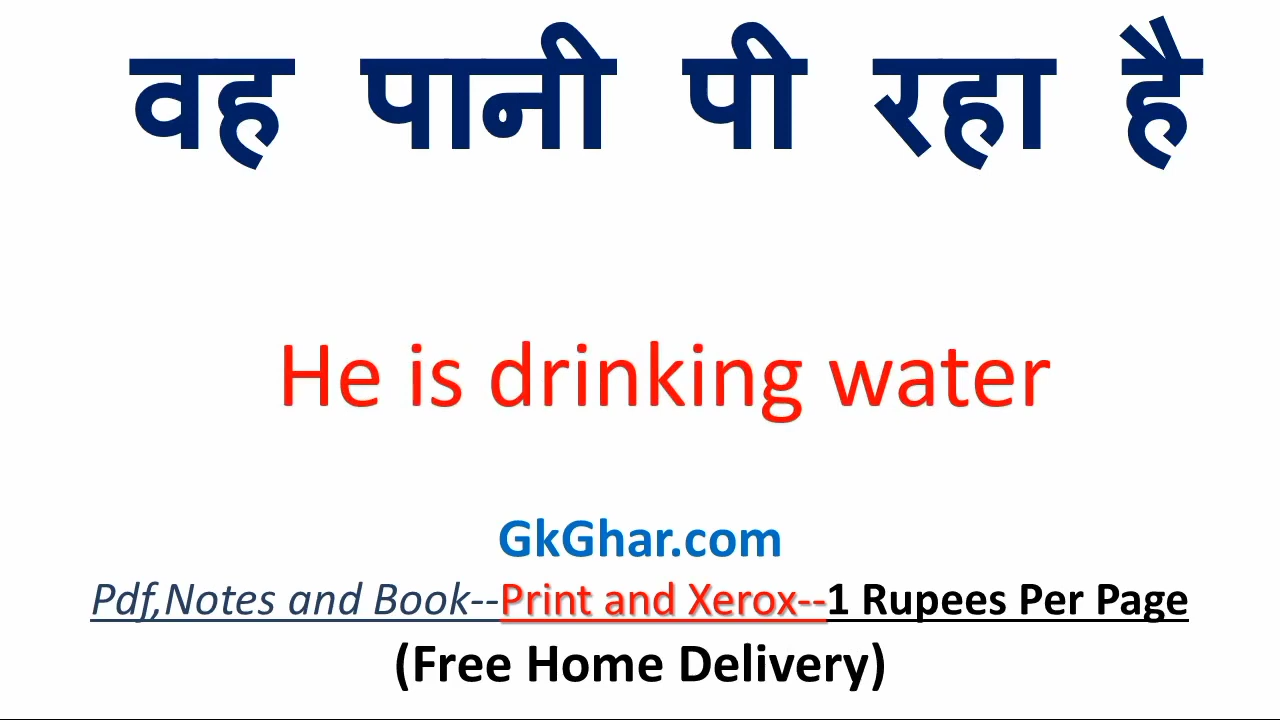 वह पानी पी रहा है
He is drinking water
GkGhar.com
Pdf,Notes and Book--Print and Xerox--1 Rupees Per Page
(Free Home Delivery)